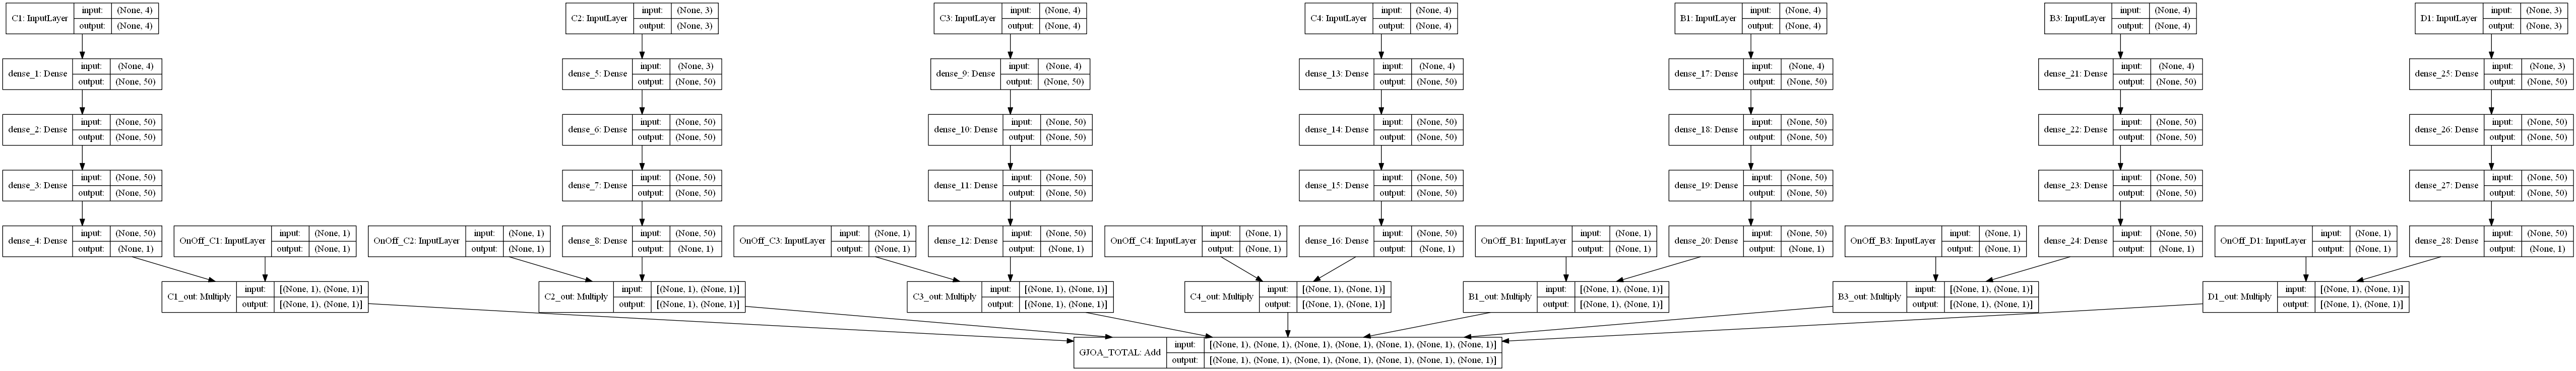 C1: InputLayer input: (None, 4) output: (None, 4)
C2: InputLayer input: (None, 3) output: (None, 3)
C3: InputLayer input: (None, 4) output: (None, 4)
C4: InputLayer input: (None, 4) output: (None, 4)
B1: InputLayer input: (None, 4) output: (None, 4)
B3: InputLayer input: (None, 4) output: (None, 4)
D1: InputLayer input: (None, 3) output: (None, 3)
dense_1: Dense input: (None, 4) output: (None, 50)
dense_5: Dense input: (None, 3) output: (None, 50)
dense_9: Dense input: (None, 4) output: (None, 50)
dense_13: Dense input: (None, 4) output: (None, 50)
dense_17: Dense input: (None, 4) output: (None, 50)
dense_21: Dense input: (None, 4) output: (None, 50)
dense_25: Dense input: (None, 3) output: (None, 50)
dense_2: Dense input: (None, 50) output: (None, 50)
dense_6: Dense input: (None, 50) output: (None, 50)
dense_10: Dense input: (None, 50) output: (None, 50)
dense_14: Dense input: (None, 50) output: (None, 50)
dense_18: Dense input: (None, 50) output: (None, 50)
dense_22: Dense input: (None, 50) output: (None, 50)
dense_26: Dense input: (None, 50) output: (None, 50)
dense_3: Dense input: (None, 50) output: (None, 50)
dense_7: Dense input: (None, 50) output: (None, 50)
dense_11: Dense input: (None, 50) output: (None, 50)
dense_15: Dense input: (None, 50) output: (None, 50)
dense_19: Dense input: (None, 50) output: (None, 50)
dense_23: Dense input: (None, 50) output: (None, 50)
dense_27: Dense input: (None, 50) output: (None, 50)
dense_4: Dense input: (None, 50) output: (None, 1)
OnOff_C1: InputLayer input: (None, 1) output: (None, 1)
OnOff_C2: InputLayer input: (None, 1) output: (None, 1)
dense_8: Dense input: (None, 50) output: (None, 1)
OnOff_C3: InputLayer input: (None, 1) output: (None, 1)
dense_12: Dense input: (None, 50) output: (None, 1)
OnOff_C4: InputLayer input: (None, 1) output: (None, 1)
dense_16: Dense input: (None, 50) output: (None, 1)
OnOff_B1: InputLayer input: (None, 1) output: (None, 1)
dense_20: Dense input: (None, 50) output: (None, 1)
OnOff_B3: InputLayer input: (None, 1) output: (None, 1)
dense_24: Dense input: (None, 50) output: (None, 1)
OnOff_D1: InputLayer input: (None, 1) output: (None, 1)
dense_28: Dense input: (None, 50) output: (None, 1)
C1_out: Multiply input: [(None, 1), (None, 1)] output: [(None, 1), (None, 1)]
C2_out: Multiply input: [(None, 1), (None, 1)] output: [(None, 1), (None, 1)]
C3_out: Multiply input: [(None, 1), (None, 1)] output: [(None, 1), (None, 1)]
C4_out: Multiply input: [(None, 1), (None, 1)] output: [(None, 1), (None, 1)]
B1_out: Multiply input: [(None, 1), (None, 1)] output: [(None, 1), (None, 1)]
B3_out: Multiply input: [(None, 1), (None, 1)] output: [(None, 1), (None, 1)]
D1_out: Multiply input: [(None, 1), (None, 1)] output: [(None, 1), (None, 1)]
GJOA_TOTAL: Add input: [(None, 1), (None, 1), (None, 1), (None, 1), (None, 1), (None, 1), (None, 1)] output: [(None, 1), (None, 1), (None, 1), (None, 1), (None, 1), (None, 1), (None, 1)]